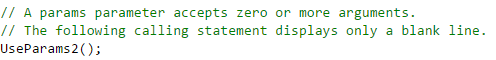 // A params parameter accepts zero or more arguments.
// The following calling statement displays only a blank line.
UseParams2();